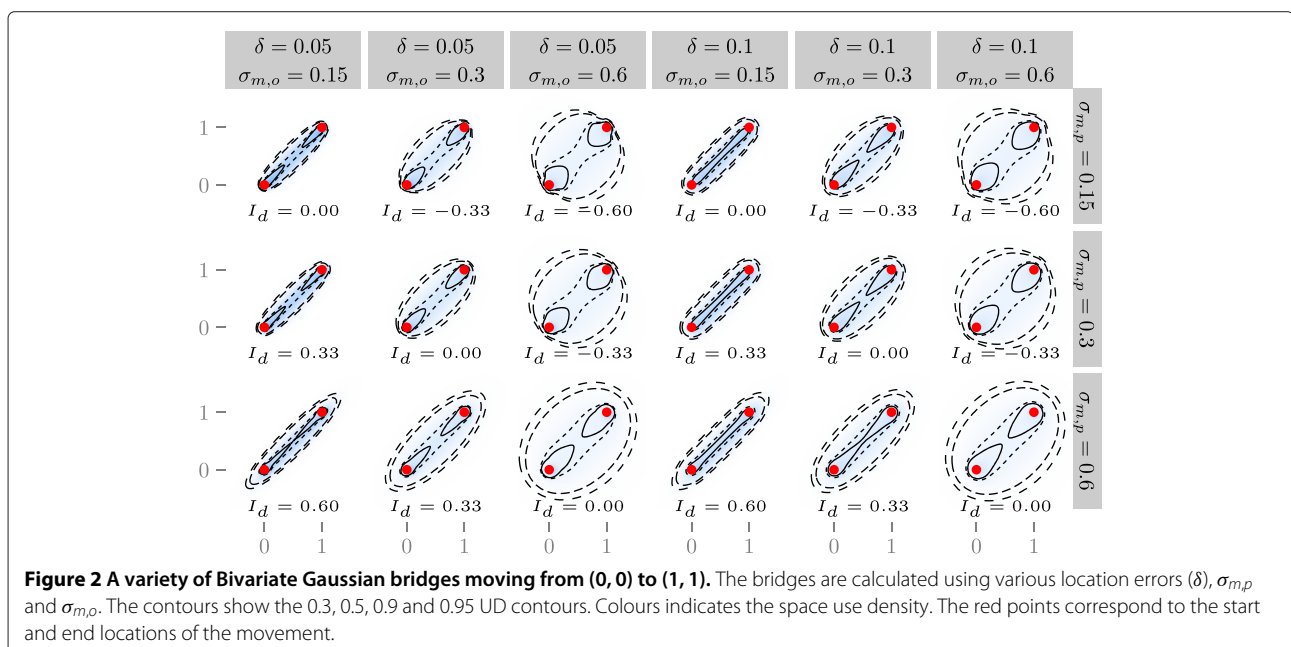 δ = 0.05 δ = 0.05 δ = 0.05 δ = 0.1 δ = 0.1 δ = 0.1
σm,o = 0.15 σm,o = 0.3 σm,o = 0.6 σm,o = 0.15 σm,o = 0.3 σm,o = 0.6
1
0
σm,p = 0.15
Id = 0.00 Id = −0.33 Id = −0.60 Id = 0.00 Id = −0.33 Id = −0.60
1
0
σm,p = 0.3
Id = 0.33 Id = 0.00 Id = −0.33 Id = 0.33 Id = 0.00 Id = −0.33
1
0
σm,p = 0.6
Id = 0.60 Id = 0.33 Id = 0.00 Id = 0.60 Id = 0.33 Id = 0.00
0 1 0 1 0 1 0 1 0 1 0 1
Figure 2 A variety of Bivariate Gaussian bridges moving from (0, 0) to (1, 1). The bridges are calculated using various location errors (δ), σm,p
and σm,o. The contours show the 0.3, 0.5, 0.9 and 0.95 UD contours. Colours indicates the space use density. The red points correspond to the start
and end locations of the movement.